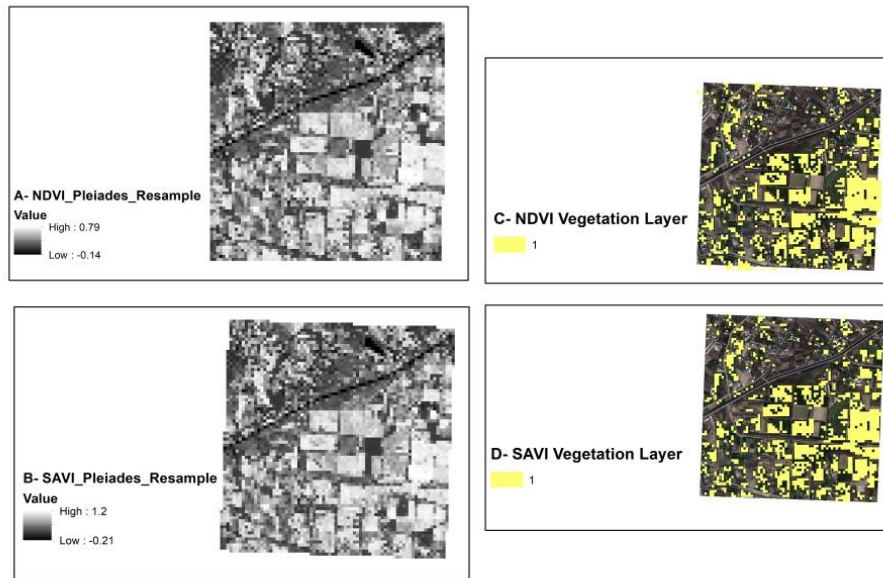 A- NDVI_Pleiades_Resample
Value
High : 0.79
Low : -0.14
B- SAVI_Pleiades_Resample
Value
High : 1.2
Low : -0.21
C- NDVI Vegetation Layer
1
D- SAVI Vegetation Layer
1